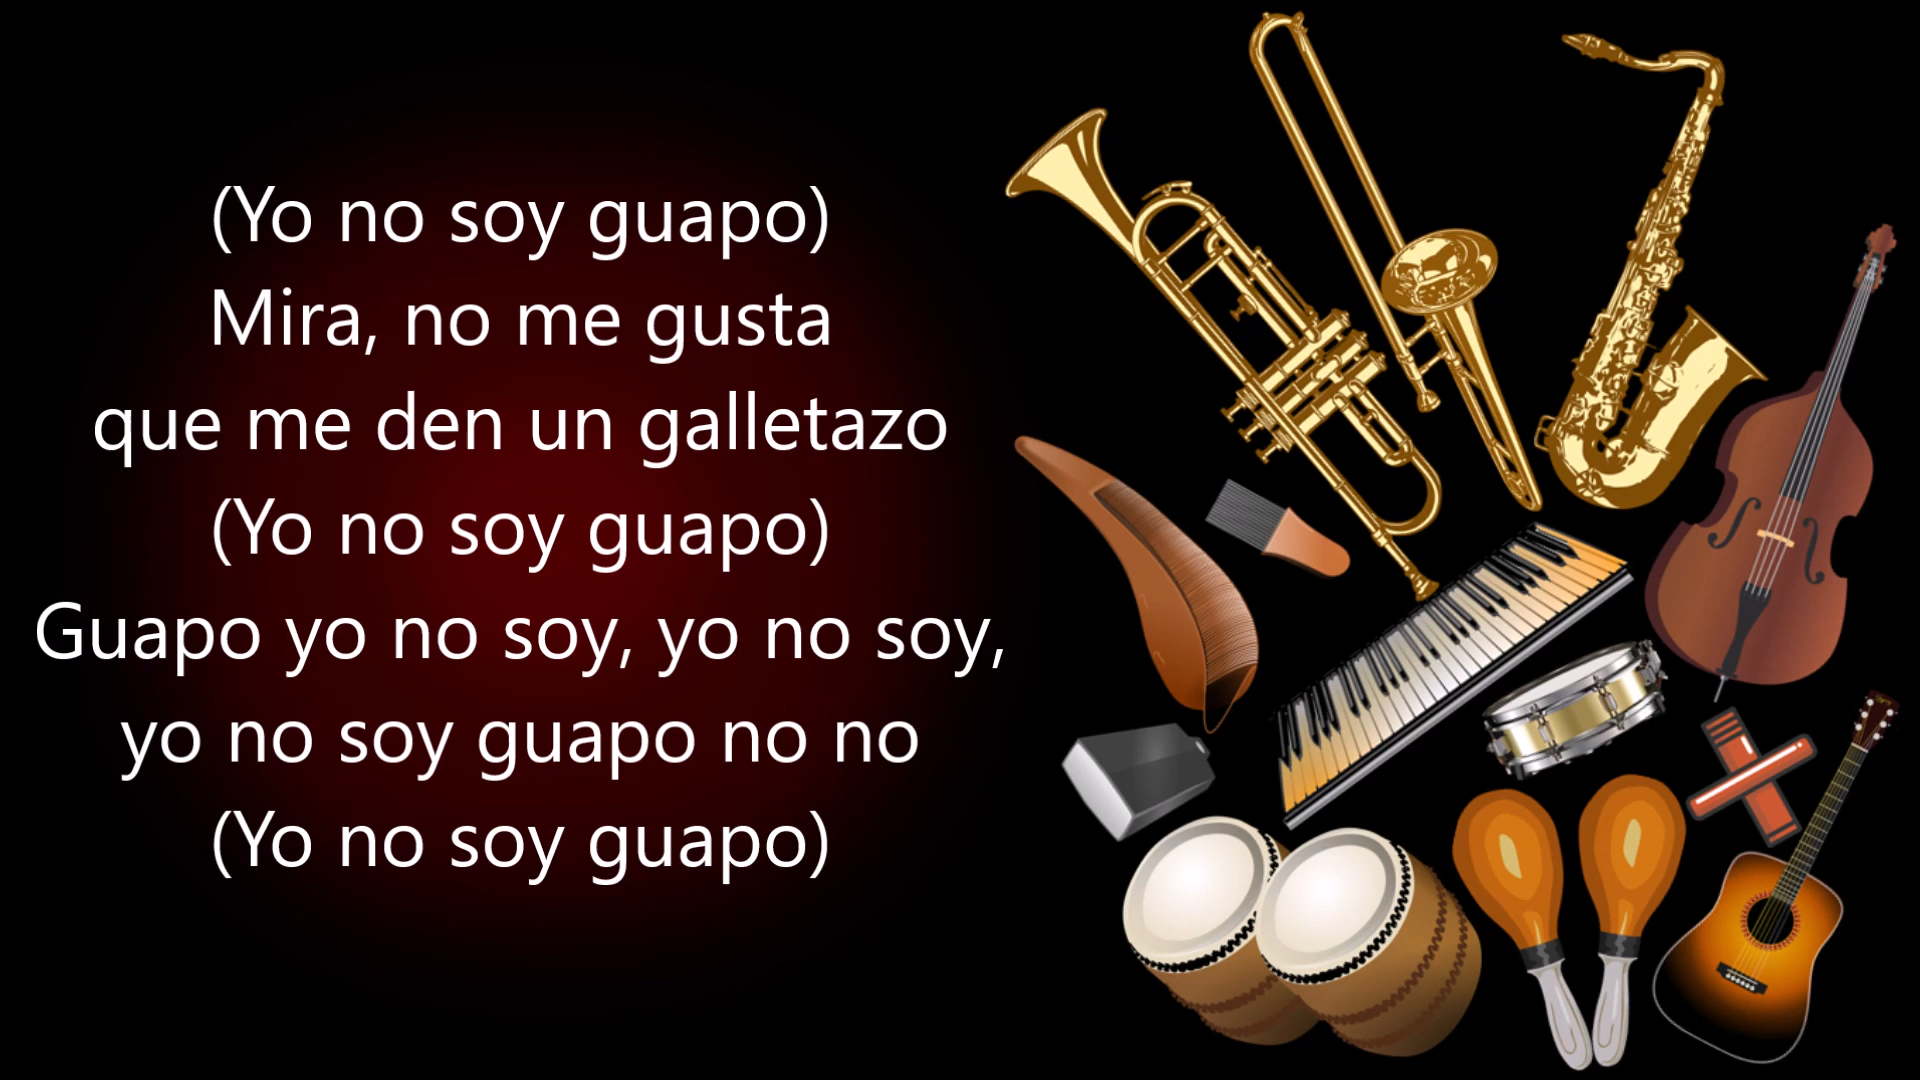 (Yo no soy guapo)
Mira, no me gusta
que me den un galletazo
(Yo no soy guapo)
Guapo yo no soy, yo no soy,
yo no soy guapo no no
(Yo no soy guapo)